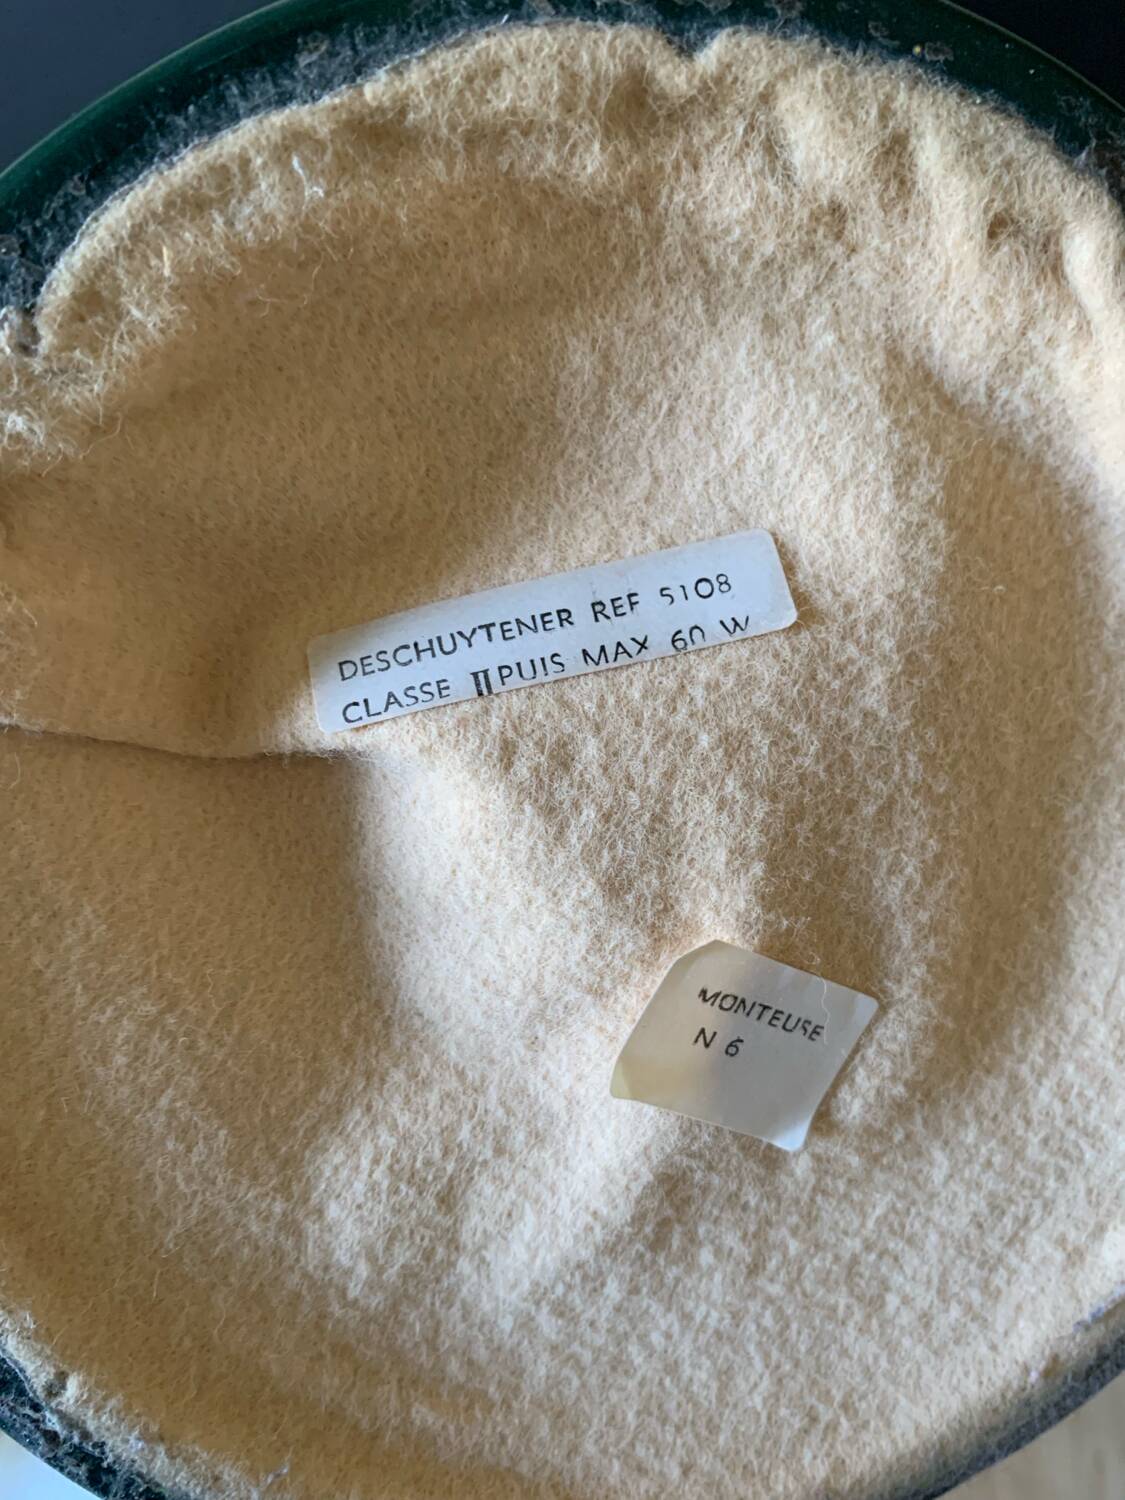 DESCHUYTENER REF 5108
CLASSE II PUIS MAX 60 W
MONTEUSE
N 6